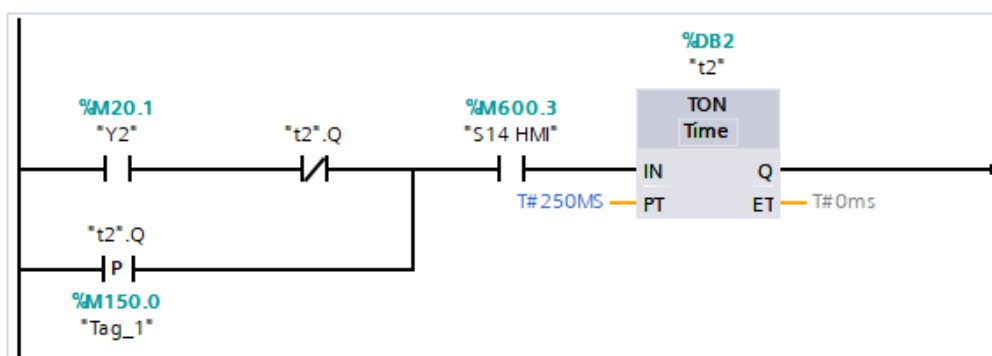 %DB2
"t2"
%M20.1
"Y2"
"t2".Q
%M600.3
"S14 HMI"
TON
Time
IN
Q
T#250MS
PT
ET
T#0ms
"t2".Q
P
%M150.0
"Tag_1"